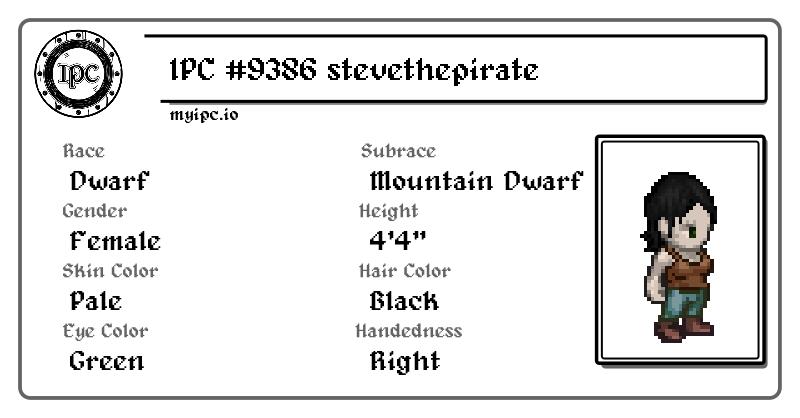 IPC
IPC #9386 stevethepirate
myipc.io
Race
Dwarf
Subrace
Mountain Dwarf
Gender
Female
Height
4'4"
Skin Color
Pale
Hair Color
Black
Eye Color
Green
Handedness
Right